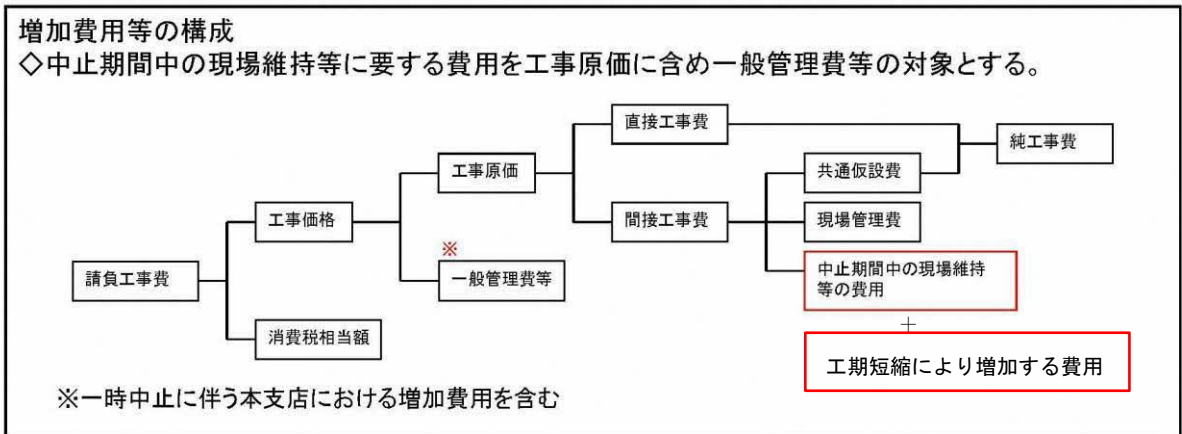 増加費用等の構成
◇中止期間中の現場維持等に要する費用を工事原価に含め一般管理費等の対象とする。
直接工事費
純工事費
工事原価
共通仮設費
工事価格
間接工事費
現場管理費
※
請負工事費
一般管理費等
中止期間中の現場維持
等の費用
+
消費税相当額
工期短縮により増加する費用
※一時中止に伴う本支店における増加費用を含む